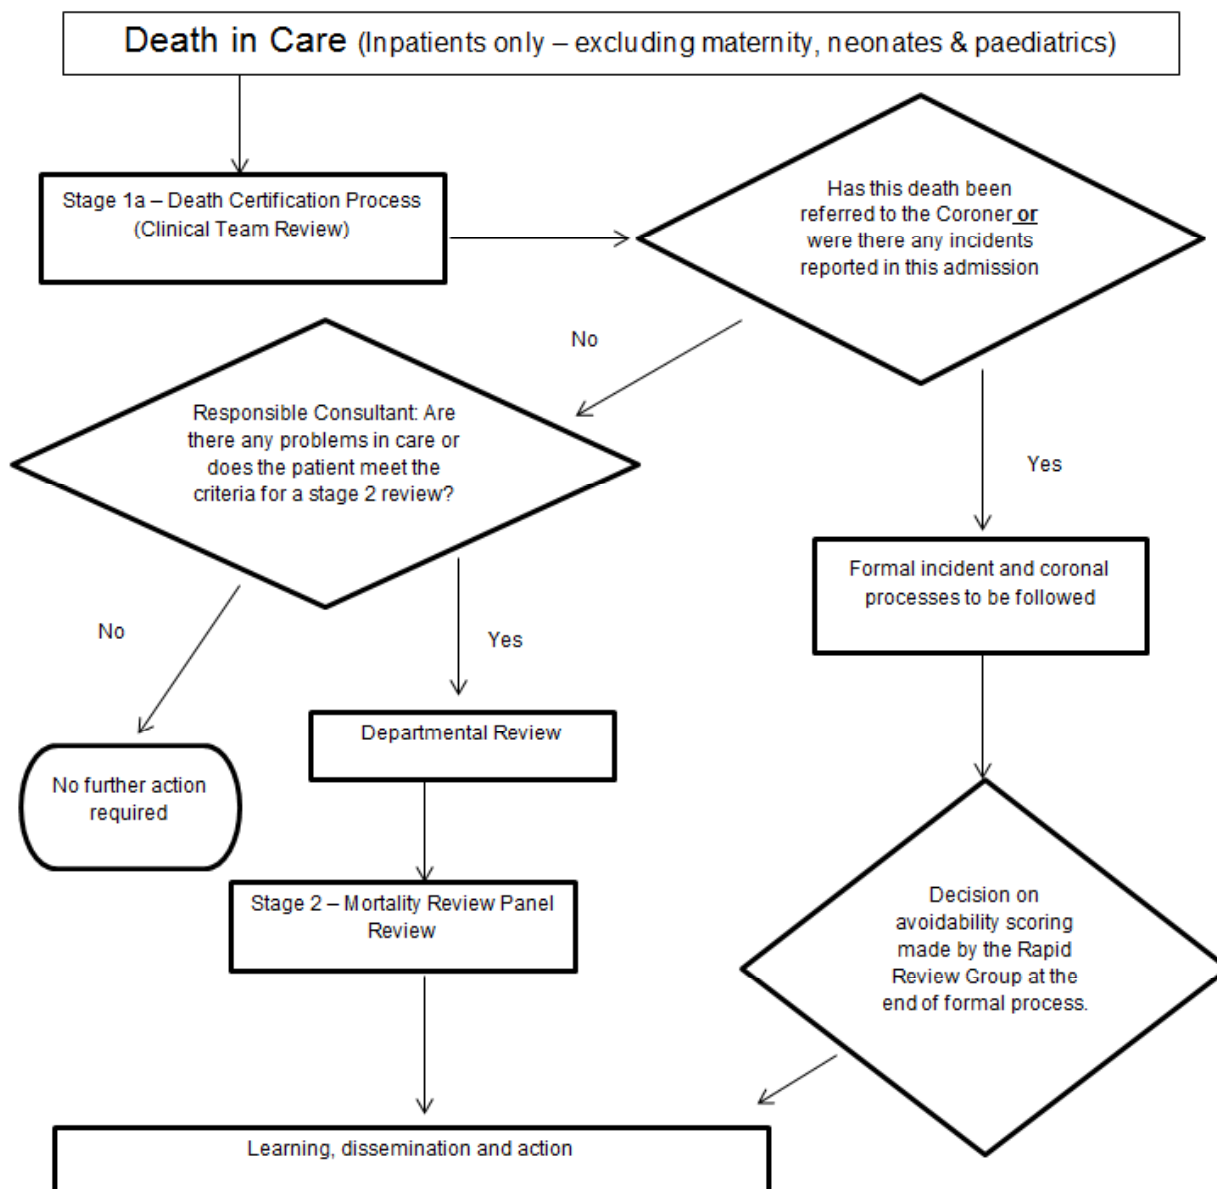 Death in Care (Inpatients only – excluding maternity, neonates & paediatrics)
Stage 1a – Death Certification Process
(Clinical Team Review)
Has this death been
referred to the Coroner or
were there any incidents
reported in this admission
No
Yes
Responsible Consultant: Are
there any problems in care or
does the patient meet the
criteria for a stage 2 review?
Formal incident and coronal
processes to be followed
No
Yes
Departmental Review
No further action
required
Stage 2 – Mortality Review Panel
Review
Decision on
avoidability scoring
made by the Rapid
Review Group at the
end of formal process.
Learning, dissemination and action